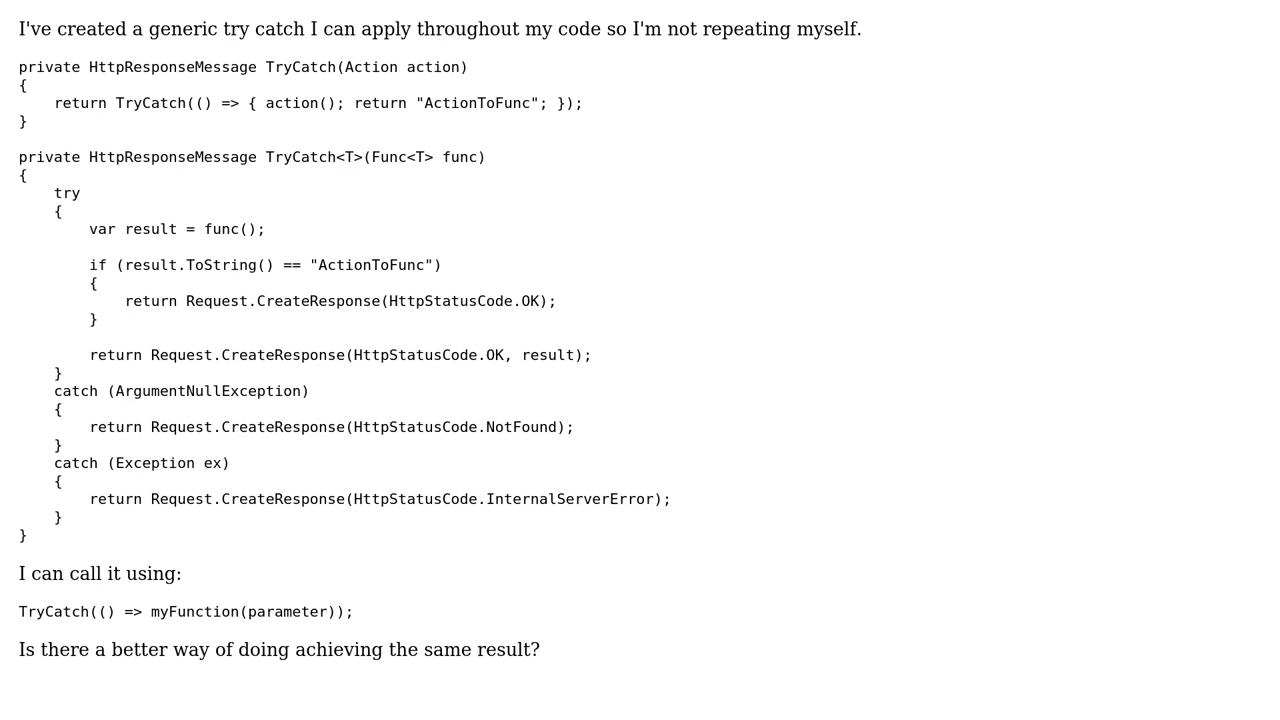 I've created a generic try catch I can apply throughout my code so I'm not repeating myself.
private HttpResponseMessage TryCatch(Action action)
{
    return TryCatch(() => { action(); return "ActionToFunc"; });
}

private HttpResponseMessage TryCatch<T>(Func<T> func)
{
    try
    {
        var result = func();

        if (result.ToString() == "ActionToFunc")
        {
            return Request.CreateResponse(HttpStatusCode.OK);
        }

        return Request.CreateResponse(HttpStatusCode.OK, result);
    }
    catch (ArgumentNullException)
    {
        return Request.CreateResponse(HttpStatusCode.NotFound);
    }
    catch (Exception ex)
    {
        return Request.CreateResponse(HttpStatusCode.InternalServerError);
    }
}
I can call it using:
TryCatch(() => myFunction(parameter));
Is there a better way of doing achieving the same result?